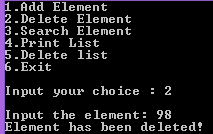 1.Add Element
2.Delete Element
3.Search Element
4.Print List
5.Delete list
6.Exit
Input your choice : 2
Input the element: 98
Element has been deleted!